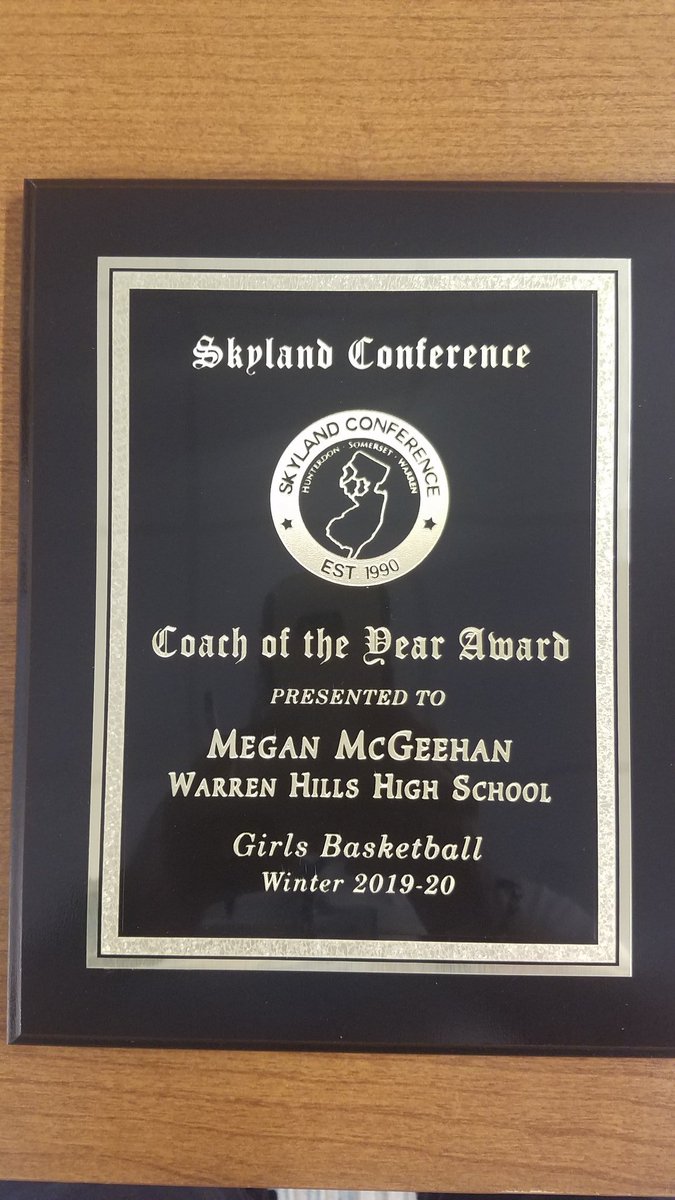 Skyland Conference
SKYLAND CONFERENCE
HUNTERDON · SOMERSET · WARREN
EST. 1990
Coach of the Year Award
PRESENTED TO
MEGAN MCGEEHAN
WARREN HILLS HIGH SCHOOL
Girls Basketball
Winter 2019-20